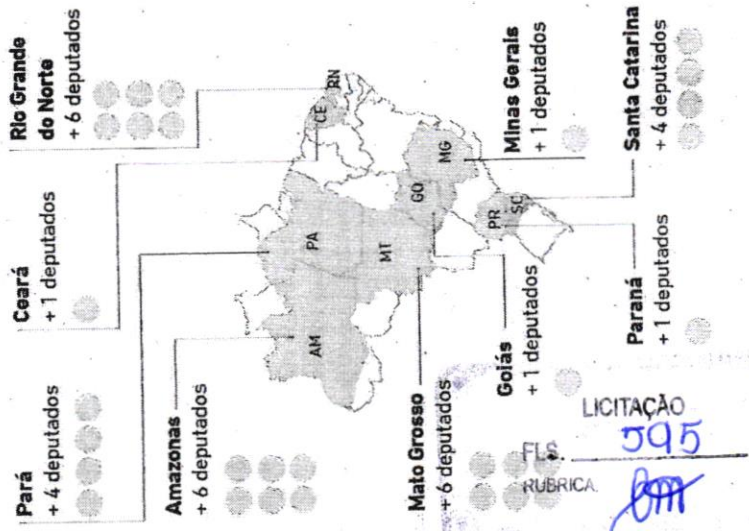 Pará
+ 4 deputados
Ceará
+ 1 deputados
Rio Grande
do Norte
+ 6 deputados
Amazonas
+ 6 deputados
AM
PA
CE
RN
MT
GO
MG
PR
SC
Mato Grosso
+ 6 deputados
Goiás
+ 1 deputados
Minas Gerais
+ 1 deputados
Paraná
+ 1 deputados
Santa Catarina
+ 4 deputados
LICITAÇÃO
FLS. 595
RUBRICA